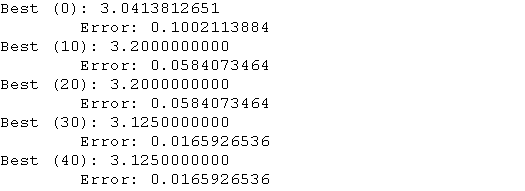 Best (0): 3.0413812651
Error: 0.1002113884
Best (10): 3.2000000000
Error: 0.0584073464
Best (20): 3.2000000000
Error: 0.0584073464
Best (30): 3.1250000000
Error: 0.0165926536
Best (40): 3.1250000000
Error: 0.0165926536